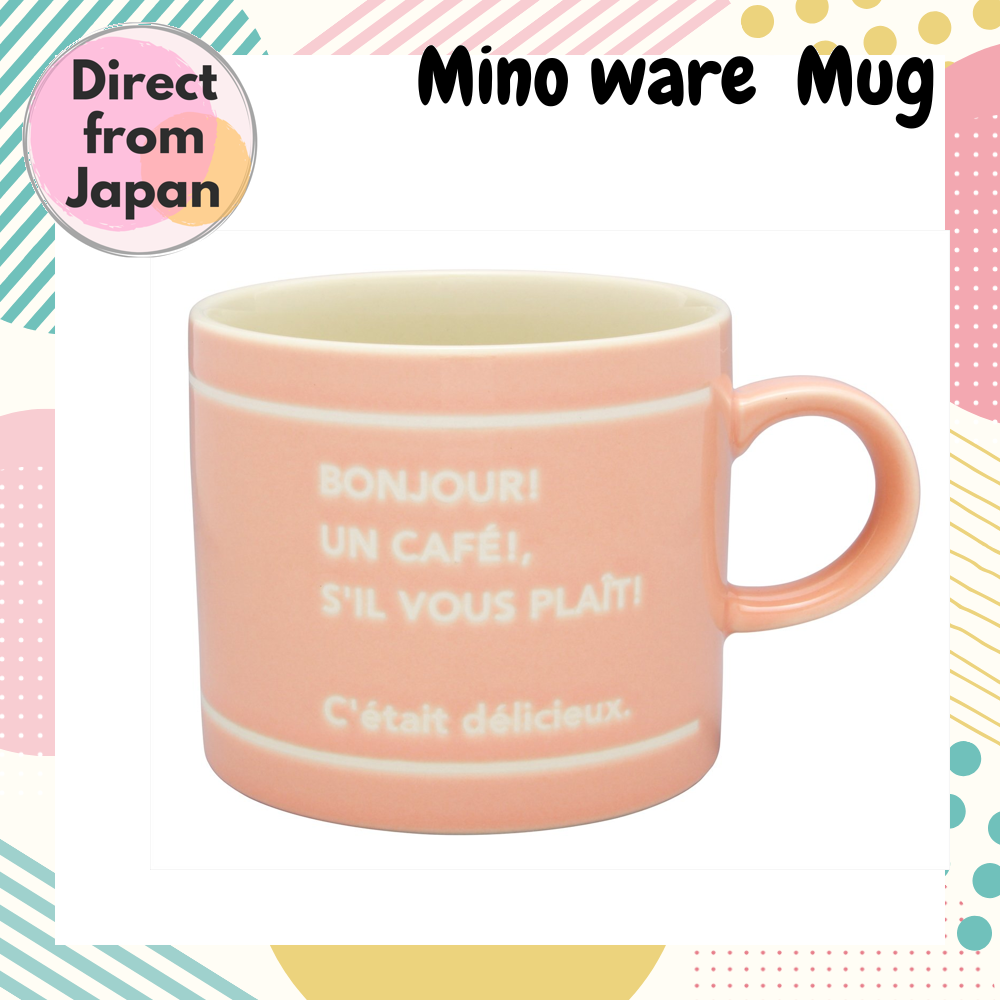 Direct
from
Japan
Mino ware Mug
BONJOUR!
UN CAFÉ!,
S'IL VOUS PLAÎT!
C'était délicieux.